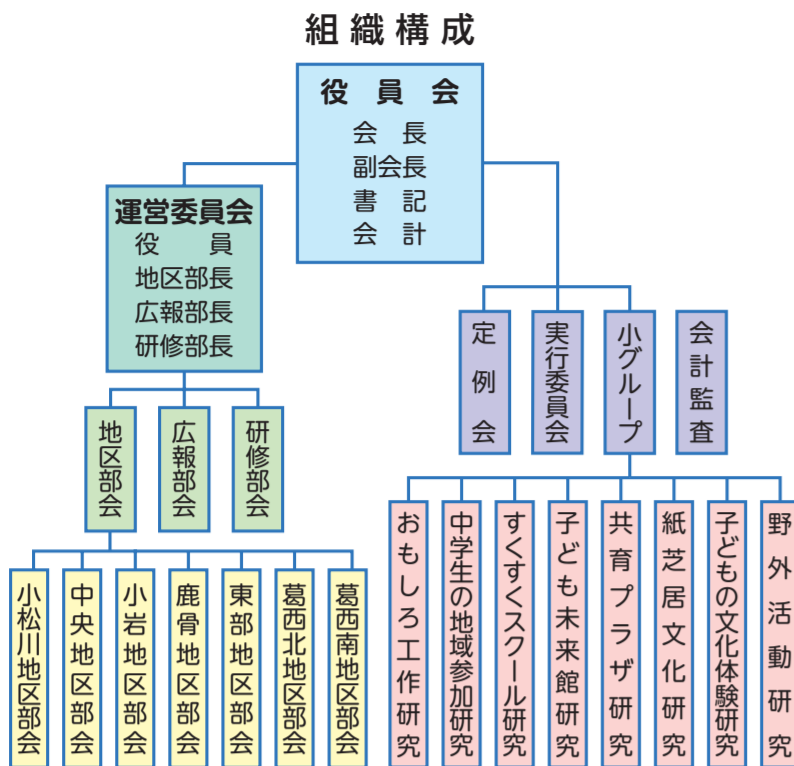 組織構成
役員会
会長
副会長
書記
会計
運営委員会
役員
地区部長
広報部長
研修部長
定例会
実行委員会
小グループ
会計監査
地区部会
広報部会
研修部会
小松川地区部会
中央地区部会
小岩地区部会
鹿骨地区部会
東部地区部会
葛西北地区部会
葛西南地区部会
おもしろ工作研究
中学生の地域参加研究
すくすくスクール研究
子ども未来館研究
共育プラザ研究
紙芝居文化研究
子どもの文化体験研究
野外活動研究